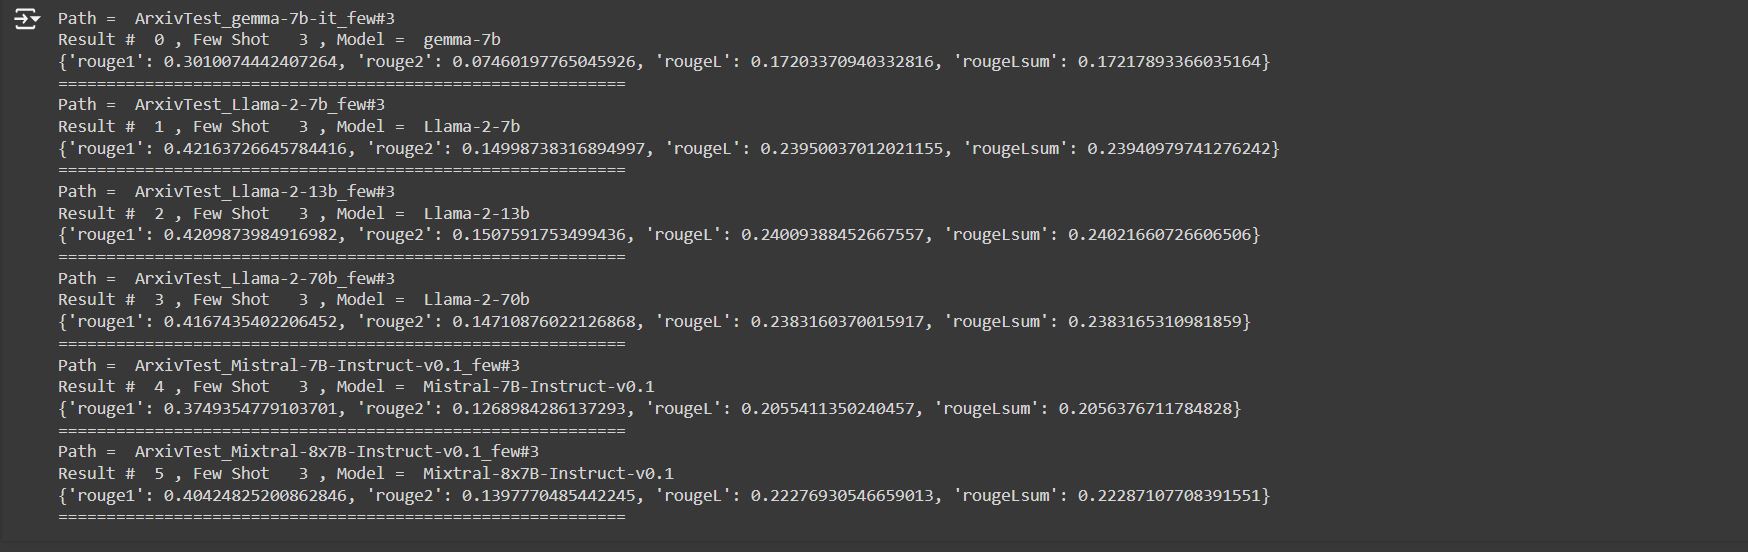 Path =  ArxivTest_gemma-7b-it_few#3
Result #  0 , Few Shot   3 , Model =  gemma-7b
{'rouge1': 0.3010074442407264, 'rouge2': 0.07460197765045926, 'rougeL': 0.17203370940332816, 'rougeLsum': 0.17217893366035164}
===========================================================
Path =  ArxivTest_Llama-2-7b_few#3
Result #  1 , Few Shot   3 , Model =  Llama-2-7b
{'rouge1': 0.42163726645784416, 'rouge2': 0.14998738316894997, 'rougeL': 0.23950037012021155, 'rougeLsum': 0.23940979741276242}
===========================================================
Path =  ArxivTest_Llama-2-13b_few#3
Result #  2 , Few Shot   3 , Model =  Llama-2-13b
{'rouge1': 0.4209873984916982, 'rouge2': 0.1507591753499436, 'rougeL': 0.24009388452667557, 'rougeLsum': 0.24021660726606506}
===========================================================
Path =  ArxivTest_Llama-2-70b_few#3
Result #  3 , Few Shot   3 , Model =  Llama-2-70b
{'rouge1': 0.4167435402206452, 'rouge2': 0.14710876022126868, 'rougeL': 0.2383160370015917, 'rougeLsum': 0.2383165310981859}
===========================================================
Path =  ArxivTest_Mistral-7B-Instruct-v0.1_few#3
Result #  4 , Few Shot   3 , Model =  Mistral-7B-Instruct-v0.1
{'rouge1': 0.3749354779103701, 'rouge2': 0.1268984286137293, 'rougeL': 0.2055411350240457, 'rougeLsum': 0.2056376711784828}
===========================================================
Path =  ArxivTest_Mixtral-8x7B-Instruct-v0.1_few#3
Result #  5 , Few Shot   3 , Model =  Mixtral-8x7B-Instruct-v0.1
{'rouge1': 0.40424825200862846, 'rouge2': 0.1397770485442245, 'rougeL': 0.22276930546659013, 'rougeLsum': 0.22287107708391551}
===========================================================